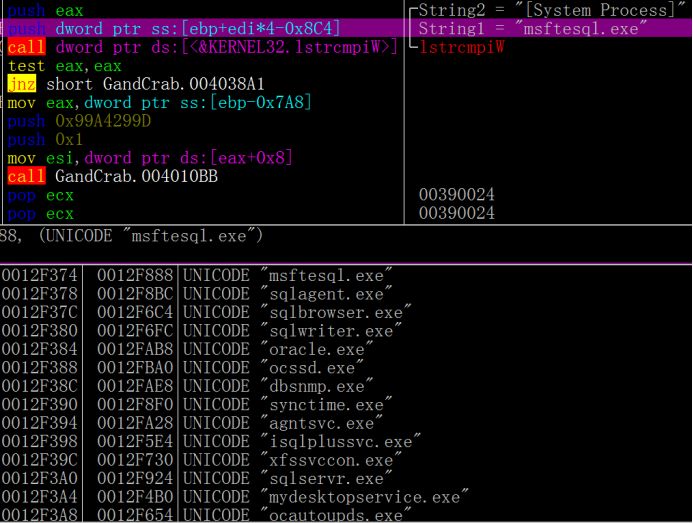 push eax
String2 = "[System Process]"
push dword ptr ss:[ebp+edi*4-0x8C4]
String1 = "msftesql.exe"
call dword ptr ds:[<&KERNEL32.lstrcmpiW>]
lstrcmpiW
test eax,eax
jnz short GandCrab.004038A1
mov eax,dword ptr ss:[ebp-0x7A8]
push 0x99A4299D
push 0x1
mov esi,dword ptr ds:[eax+0x8]
call GandCrab.004010BB
pop ecx 00390024
pop ecx 00390024
88, (UNICODE "msftesql.exe")
0012F374 0012F888 UNICODE "msftesql.exe"
0012F378 0012F8BC UNICODE "sqlagent.exe"
0012F37C 0012F6C4 UNICODE "sqlbrowser.exe"
0012F380 0012F6FC UNICODE "sqlwriter.exe"
0012F384 0012FAB8 UNICODE "oracle.exe"
0012F388 0012FBA0 UNICODE "ocssd.exe"
0012F38C 0012FAE8 UNICODE "dbsnmp.exe"
0012F390 0012F8F0 UNICODE "synctime.exe"
0012F394 0012FA28 UNICODE "agntsvc.exe"
0012F398 0012F5E4 UNICODE "isqlplussvc.exe"
0012F39C 0012F730 UNICODE "xfssvccon.exe"
0012F3A0 0012F924 UNICODE "sqlservr.exe"
0012F3A4 0012F4B0 UNICODE "mydesktopservice.exe"
0012F3A8 0012F654 UNICODE "ocautoupds.exe"